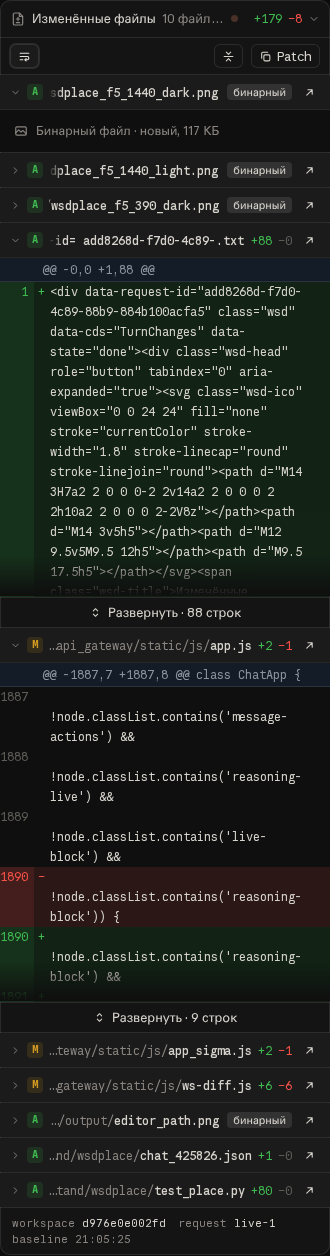 Измeнённые файлы 10 файл… +179 −8
Patch
sdplace_f5_1440_dark.png бинарный
Бинарный файл · новый, 117 КБ
A dplace_f5_1440_light.png бинарный
A wsdplace_f5_390_dark.png бинарный
A id= add8268d-f7d0-4c89-.txt +88 −0
@@ -0,0 +1,88 @@
1 + <div data-request-id="add8268d-f7d0-
4c89-88b9-884b100acfa5" class="wsd"
data-cds="TurnChanges" data-
state="done"><div class="wsd-head"
role="button" tabindex="0" aria-
expanded="true"><svg class="wsd-ico"
viewBox="0 0 24 24" fill="none"
stroke="currentColor" stroke-
width="1.8" stroke-linecap="round"
stroke-linejoin="round"><path d="M14
3H7a2 2 0 0 0-2 2v14a2 2 0 0 0 2
2h10a2 2 0 0 0 2-2V8z"></path><path
d="M14 3v5h5"></path><path d="M12
9.5v5M9.5 12h5"></path><path d="M9.5
17.5h5"></path></svg><span
class="wsd-title">Изменённые
Развернуть · 88 строк
M …api_gateway/static/js/app.js +2 −1
@@ -1887,7 +1887,8 @@ class ChatApp {
1887
!node.classList.contains('message-
actions') &&
1888
!node.classList.contains('reasoning-
live') &&
1889
!node.classList.contains('live-
block') &&
1890 −
!node.classList.contains('reasoning-
block')) {
1890 +
!node.classList.contains('reasoning-
block') &&
1891 +
Развернуть · 9 строк
M …teway/static/js/app_sigma.js +2 −1
M …gateway/static/js/ws-diff.js +6 −6
A …/output/editor_path.png бинарный
A …nd/wsdplace/chat_425826.json +1 −0
A …tand/wsdplace/test_place.py +80 −0
workspace d976e0e002fd request live-1
baseline 21:05:25